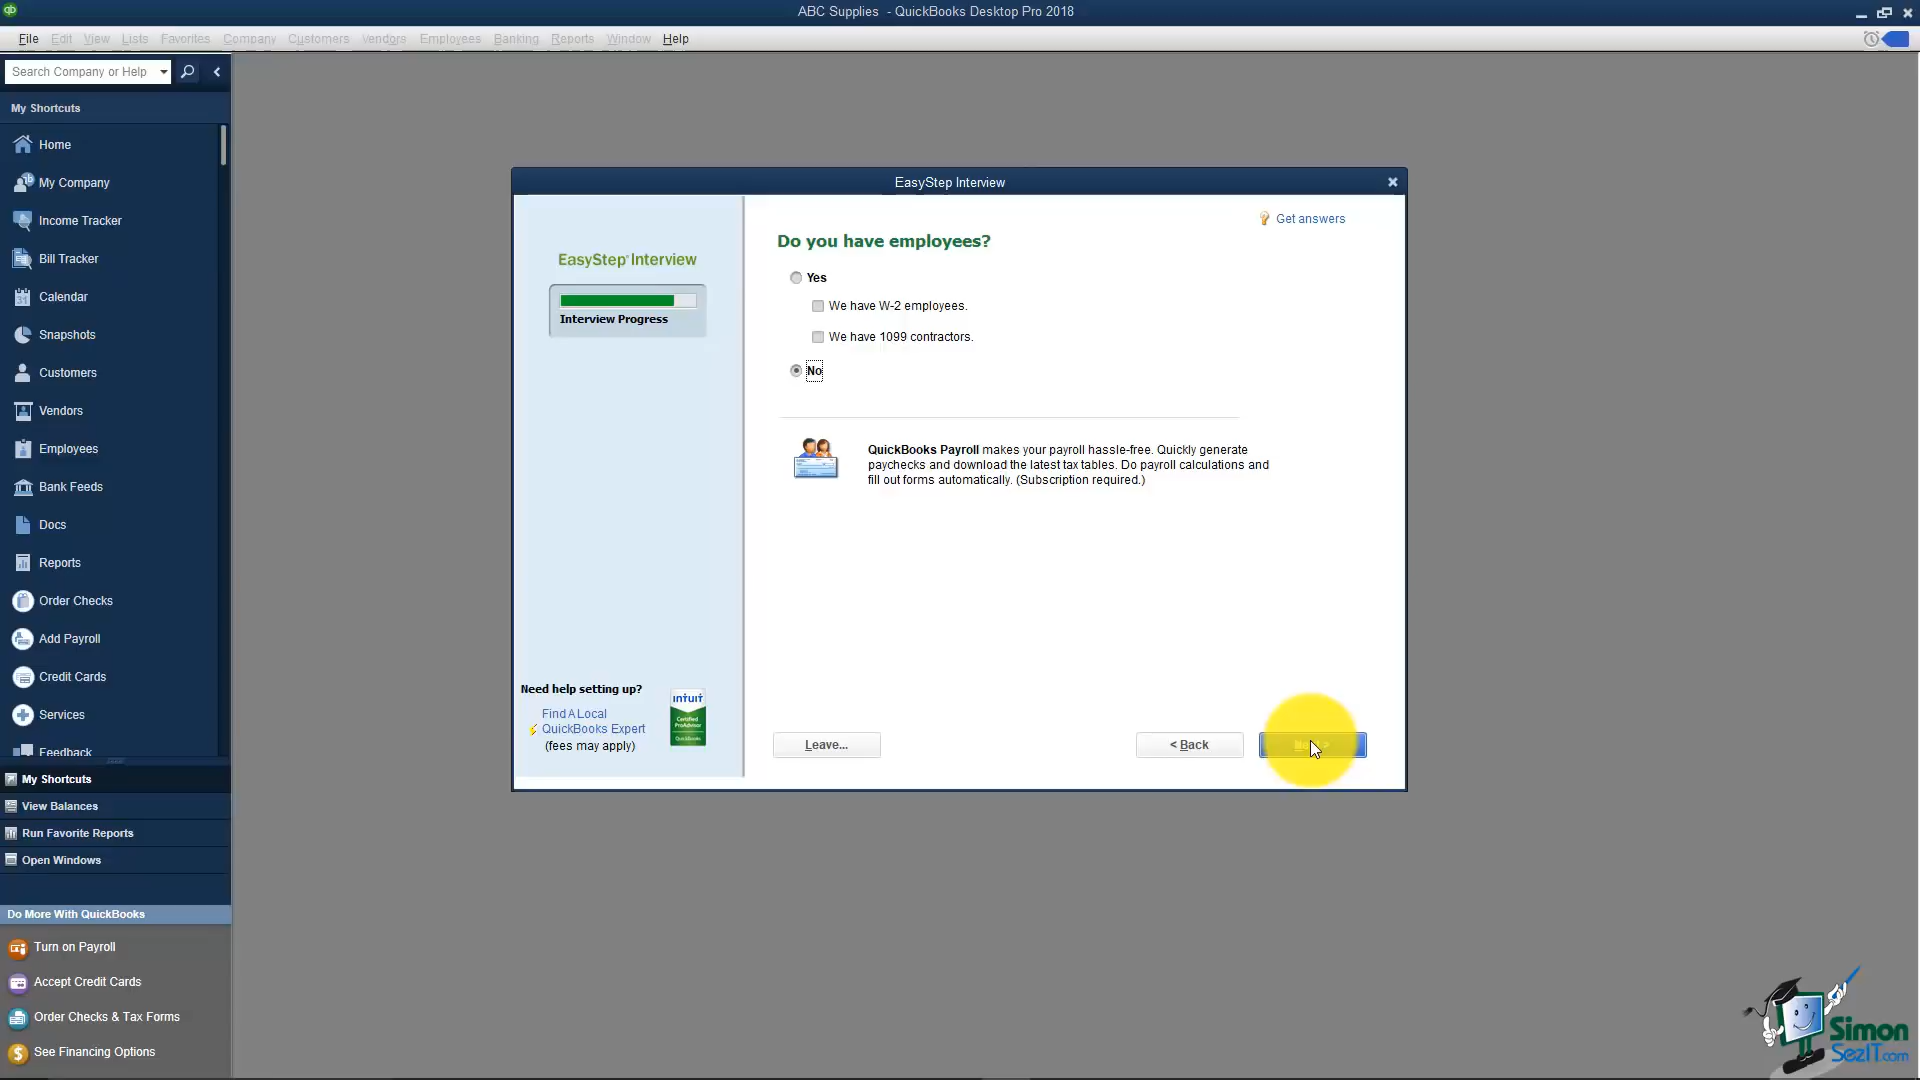 ABC Supplies - QuickBooks Desktop Pro 2018
File Edit View Lists Favorites Company Customers Vendors Employees Banking Reports Window Help
Search Company or Help
My Shortcuts
Home
My Company
Income Tracker
Bill Tracker
Calendar
Snapshots
Customers
Vendors
Employees
Bank Feeds
Docs
Reports
Order Checks
Add Payroll
Credit Cards
Services
Feedback
My Shortcuts
View Balances
Run Favorite Reports
Open Windows
Do More With QuickBooks
Turn on Payroll
Accept Credit Cards
Order Checks & Tax Forms
See Financing Options
EasyStep Interview
EasyStep® Interview
Interview Progress
Need help setting up?
Find A Local
QuickBooks Expert
(fees may apply)
intuit
Certified
ProAdvisor
QuickBooks
Get answers
Do you have employees?
Yes
We have W-2 employees.
We have 1099 contractors.
No
QuickBooks Payroll makes your payroll hassle-free. Quickly generate
paychecks and download the latest tax tables. Do payroll calculations and
fill out forms automatically. (Subscription required.)
Leave...
< Back
Simon
SezIT.com